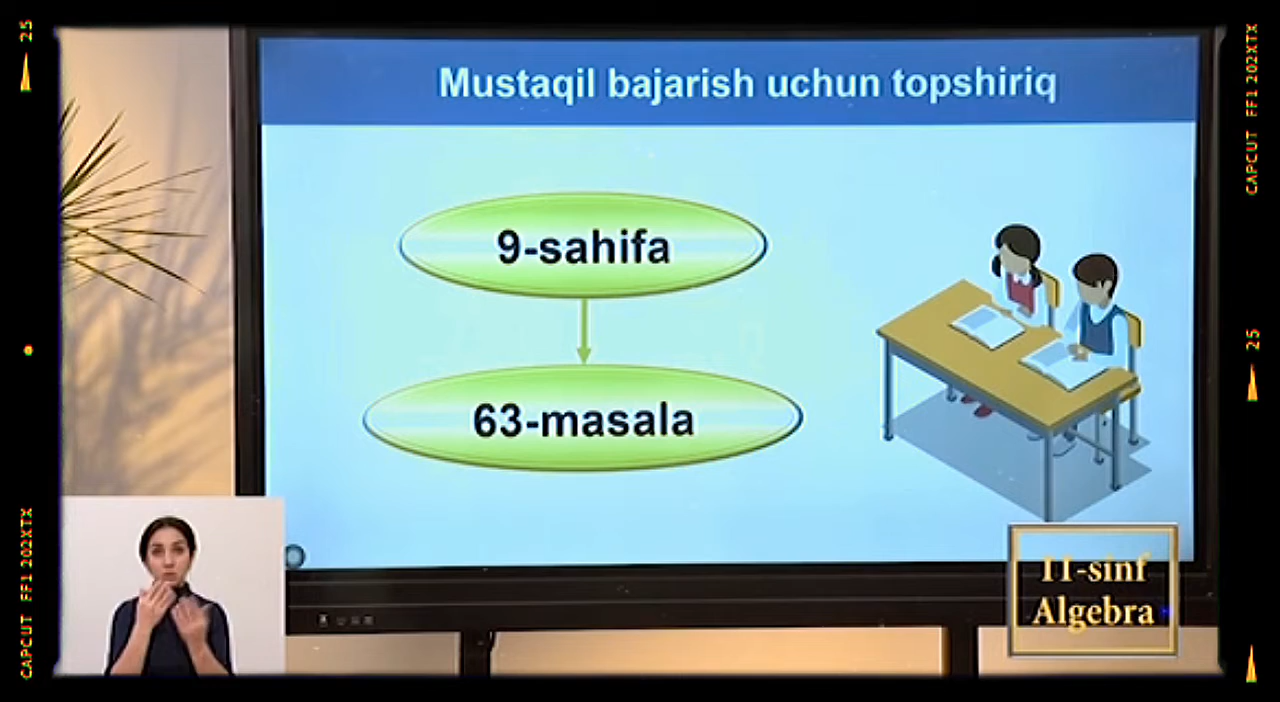 Mustaqil bajarish uchun topshiriq
9-sahifa
63-masala
11-sinf
Algebra
25
CAPCUT FF1 202XTX
CAPCUT FF1 202XTX
25